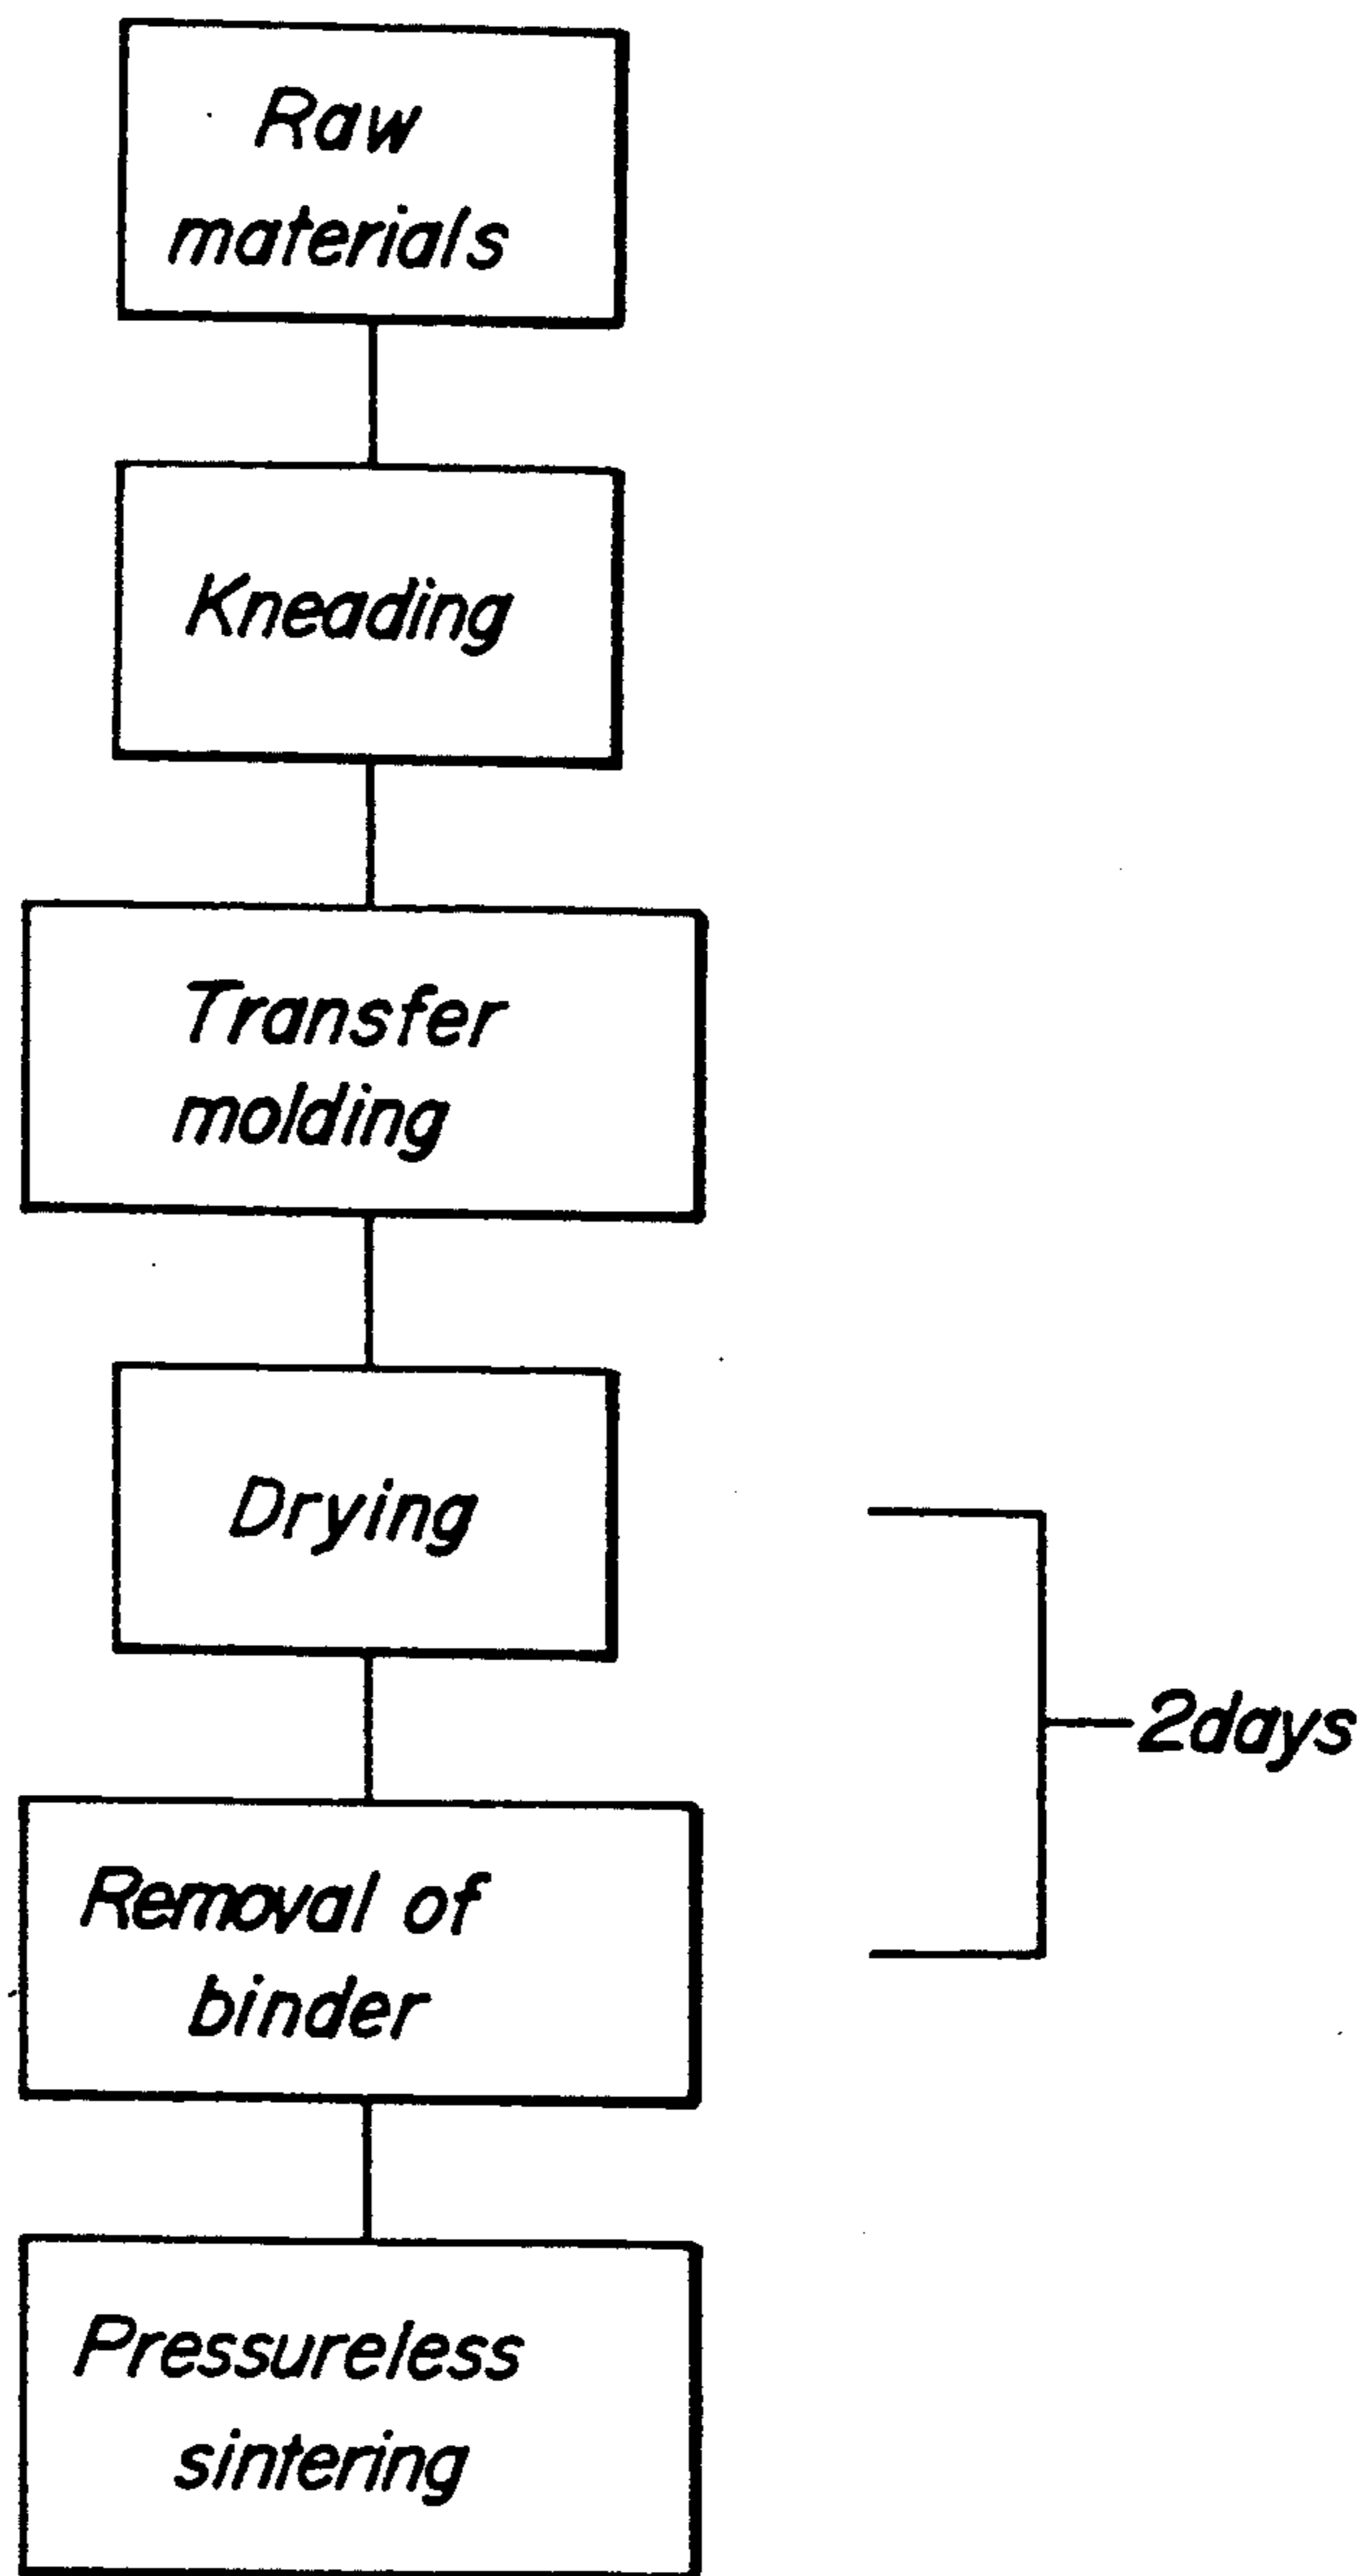 Raw
materials
Kneading
Transfer
molding
Drying
2days
Removal of
binder
Pressureless
sintering